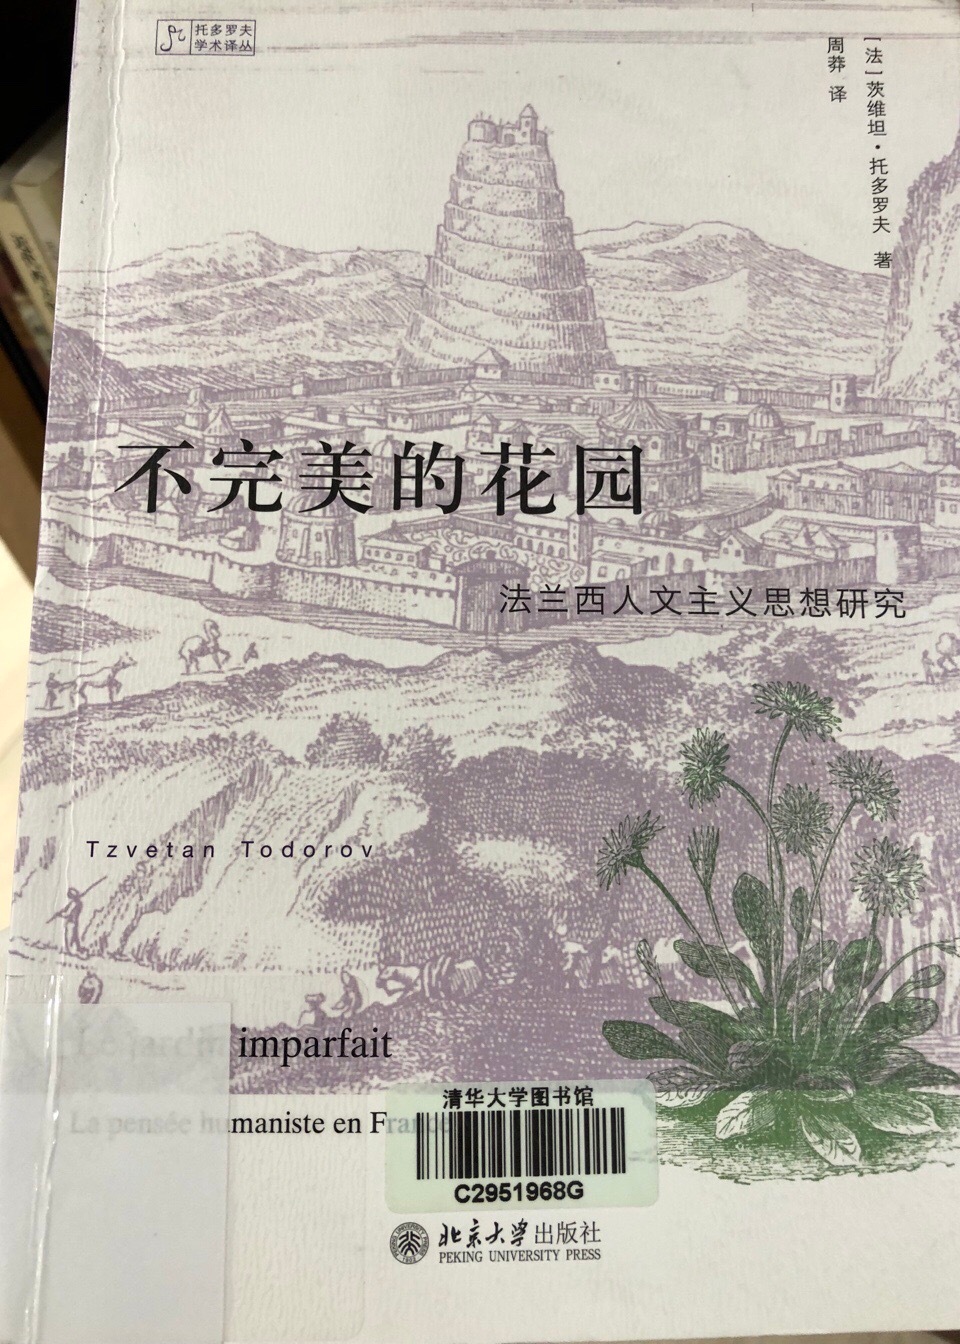 托多罗夫
学术译丛
[法]茨维坦·托多罗夫 著
周莽 译
不完美的花园
法兰西人文主义思想研究
Tzvetan Todorov
Le jardin imparfait
La pensée humaniste en France
清华大学图书馆
C2951968G
北京大学出版社
PEKING UNIVERSITY PRESS